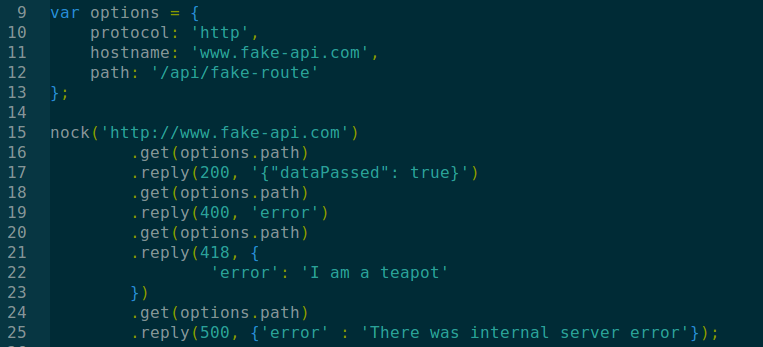 9 var options = {
10     protocol: 'http',
11     hostname: 'www.fake-api.com',
12     path: '/api/fake-route'
13 };
14
15 nock('http://www.fake-api.com')
16         .get(options.path)
17         .reply(200, '{"dataPassed": true}')
18         .get(options.path)
19         .reply(400, 'error')
20         .get(options.path)
21         .reply(418, {
22                 'error': 'I am a teapot'
23         })
24         .get(options.path)
25         .reply(500, {'error' : 'There was internal server error'});